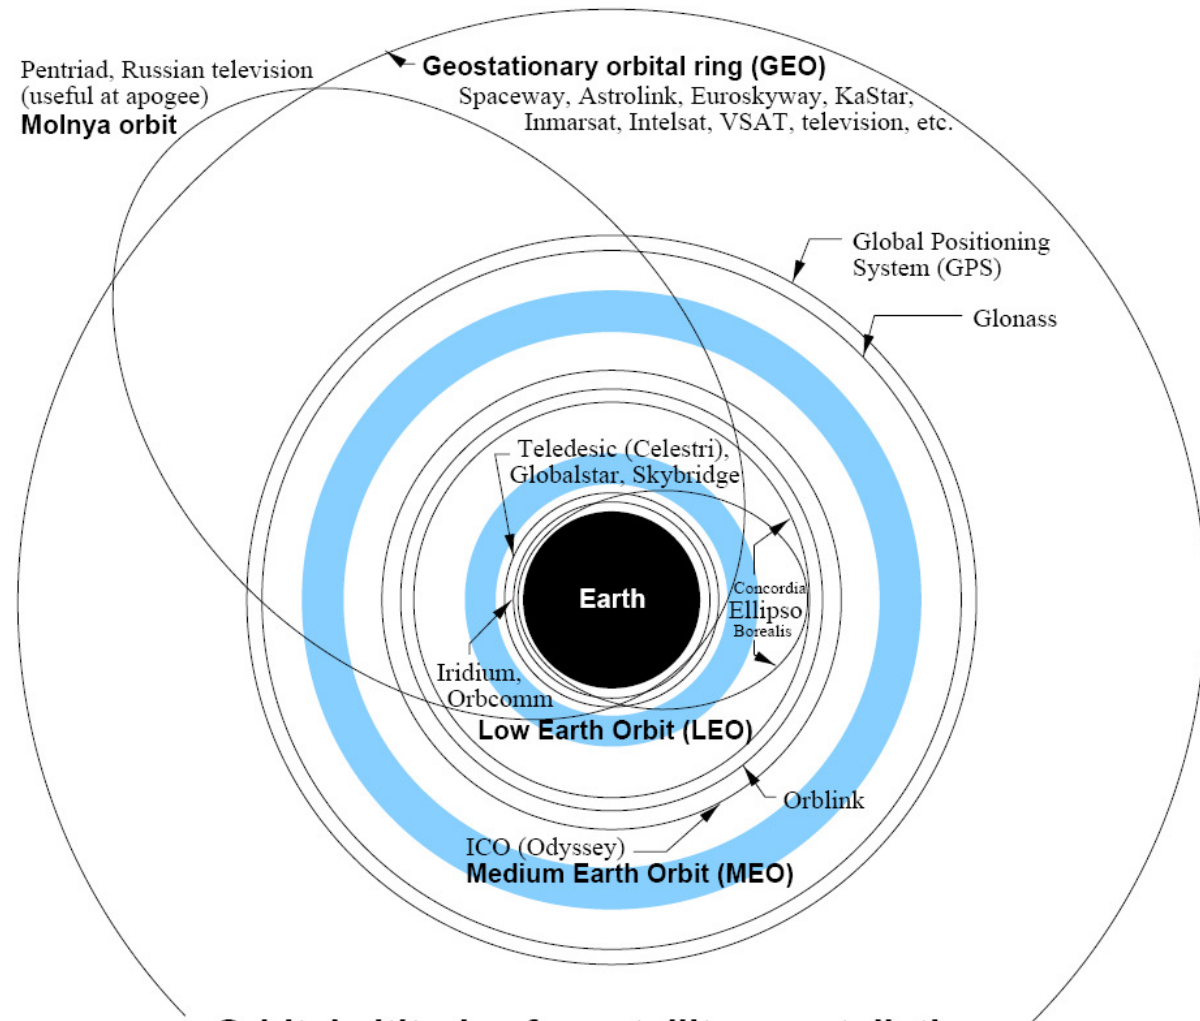 Pentriad, Russian television
(useful at apogee)
Molnya orbit
Geostationary orbital ring (GEO)
Spaceway, Astrolink, Euroskyway, KaStar,
Inmarsat, Intelsat, VSAT, television, etc.
Global Positioning
System (GPS)
Glonass
Teledesic (Celestri),
Globalstar, Skybridge
Earth
Concordia
Ellipso
Borealis
Iridium,
Orbcomm
Low Earth Orbit (LEO)
Orblink
ICO (Odyssey)
Medium Earth Orbit (MEO)